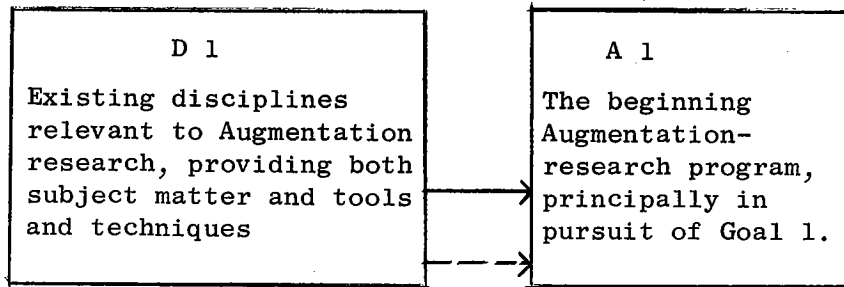 D 1
Existing disciplines
relevant to Augmentation
research, providing both
subject matter and tools
and techniques
A 1
The beginning
Augmentation-
research program,
principally in
pursuit of Goal 1.